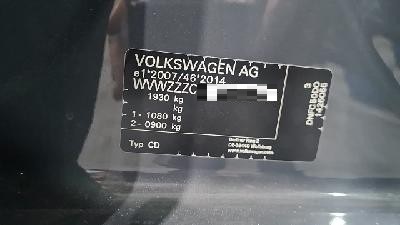 VOLKSWAGEN AG
e1*2007/46*2014
WVWZZZC
1930 kg
kg
1 - 1080 kg
2 - 0900 kg
Typ CD